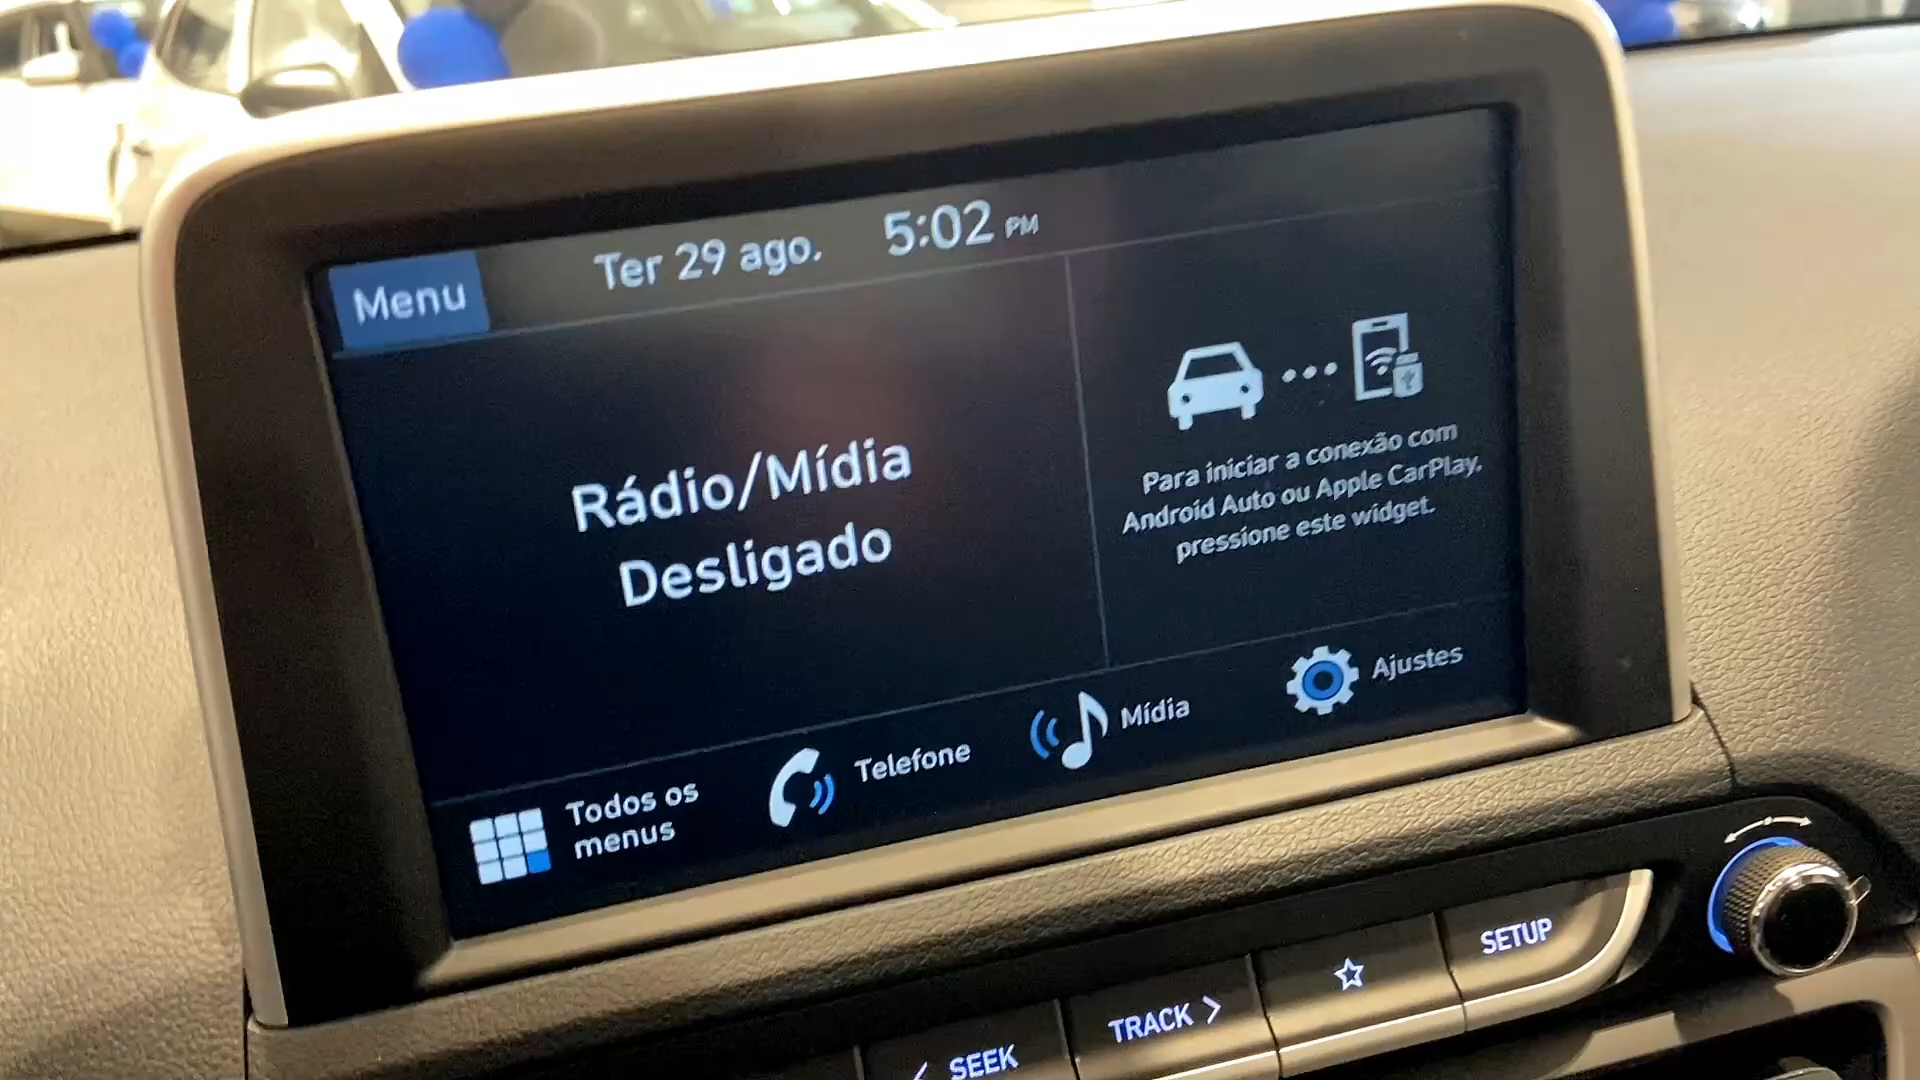 Menu
Ter 29 ago.
5:02 PM
Rádio/Mídia
Desligado
Para iniciar a conexão com
Android Auto ou Apple CarPlay,
pressione este widget.
Todos os
menus
Telefone
Mídia
Ajustes
< SEEK
TRACK >
☆
SETUP